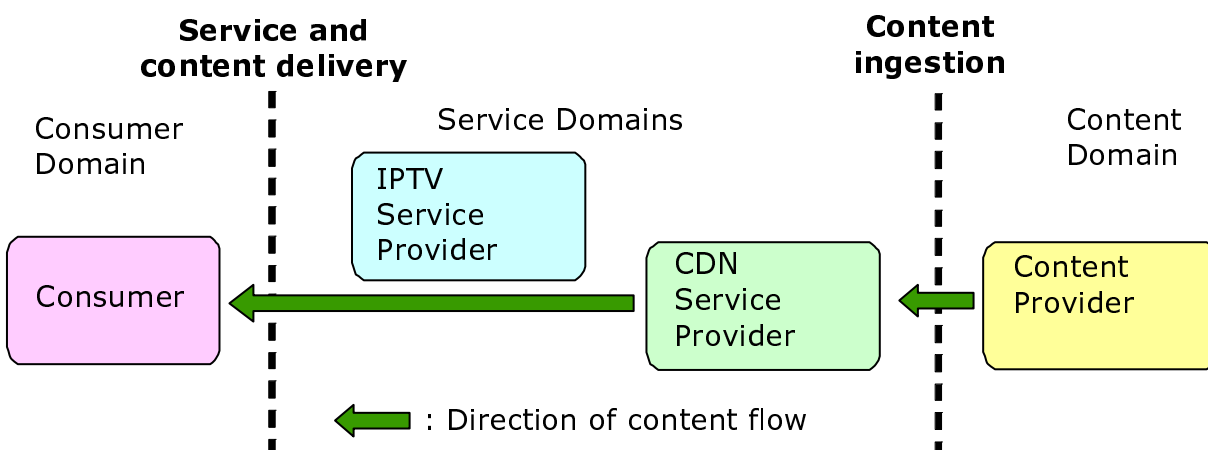 Service and
content delivery
Content
ingestion
Consumer
Domain
Service Domains
Content
Domain
IPTV
Service
Provider
Consumer
CDN
Service
Provider
Content
Provider
: Direction of content flow